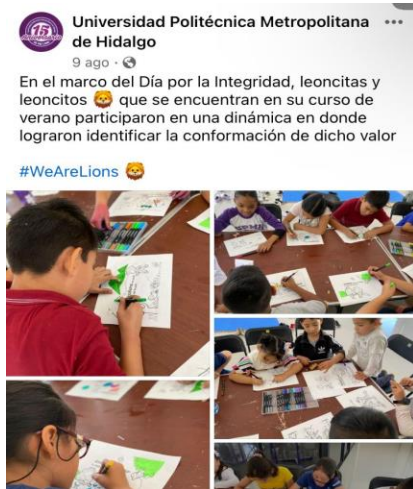 15
Universidad Politécnica Metropolitana
de Hidalgo
9 ago ·
En el marco del Día por la Integridad, leoncitas y
leoncitos 🦁 que se encuentran en su curso de
verano participaron en una dinámica en donde
lograron identificar la conformación de dicho valor
#WeAreLions 🦁